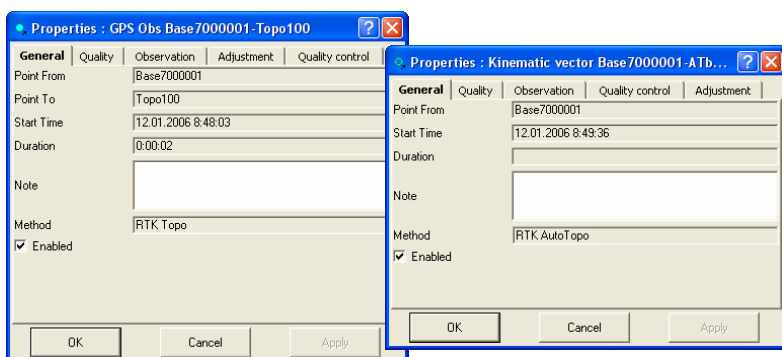 Properties : GPS Obs Base7000001-Topo100
General Quality Observation Adjustment Quality control
Point From Base7000001
Point To Topo100
Start Time 12.01.2006 8:48:03
Duration 0:00:02
Note
Method RTK Topo
Enabled
OK Cancel Apply
Properties : Kinematic vector Base7000001-ATb...
General Quality Observation Quality control Adjustment
Point From Base7000001
Start Time 12.01.2006 8:49:36
Duration
Note
Method RTK AutoTopo
Enabled
OK Cancel Apply